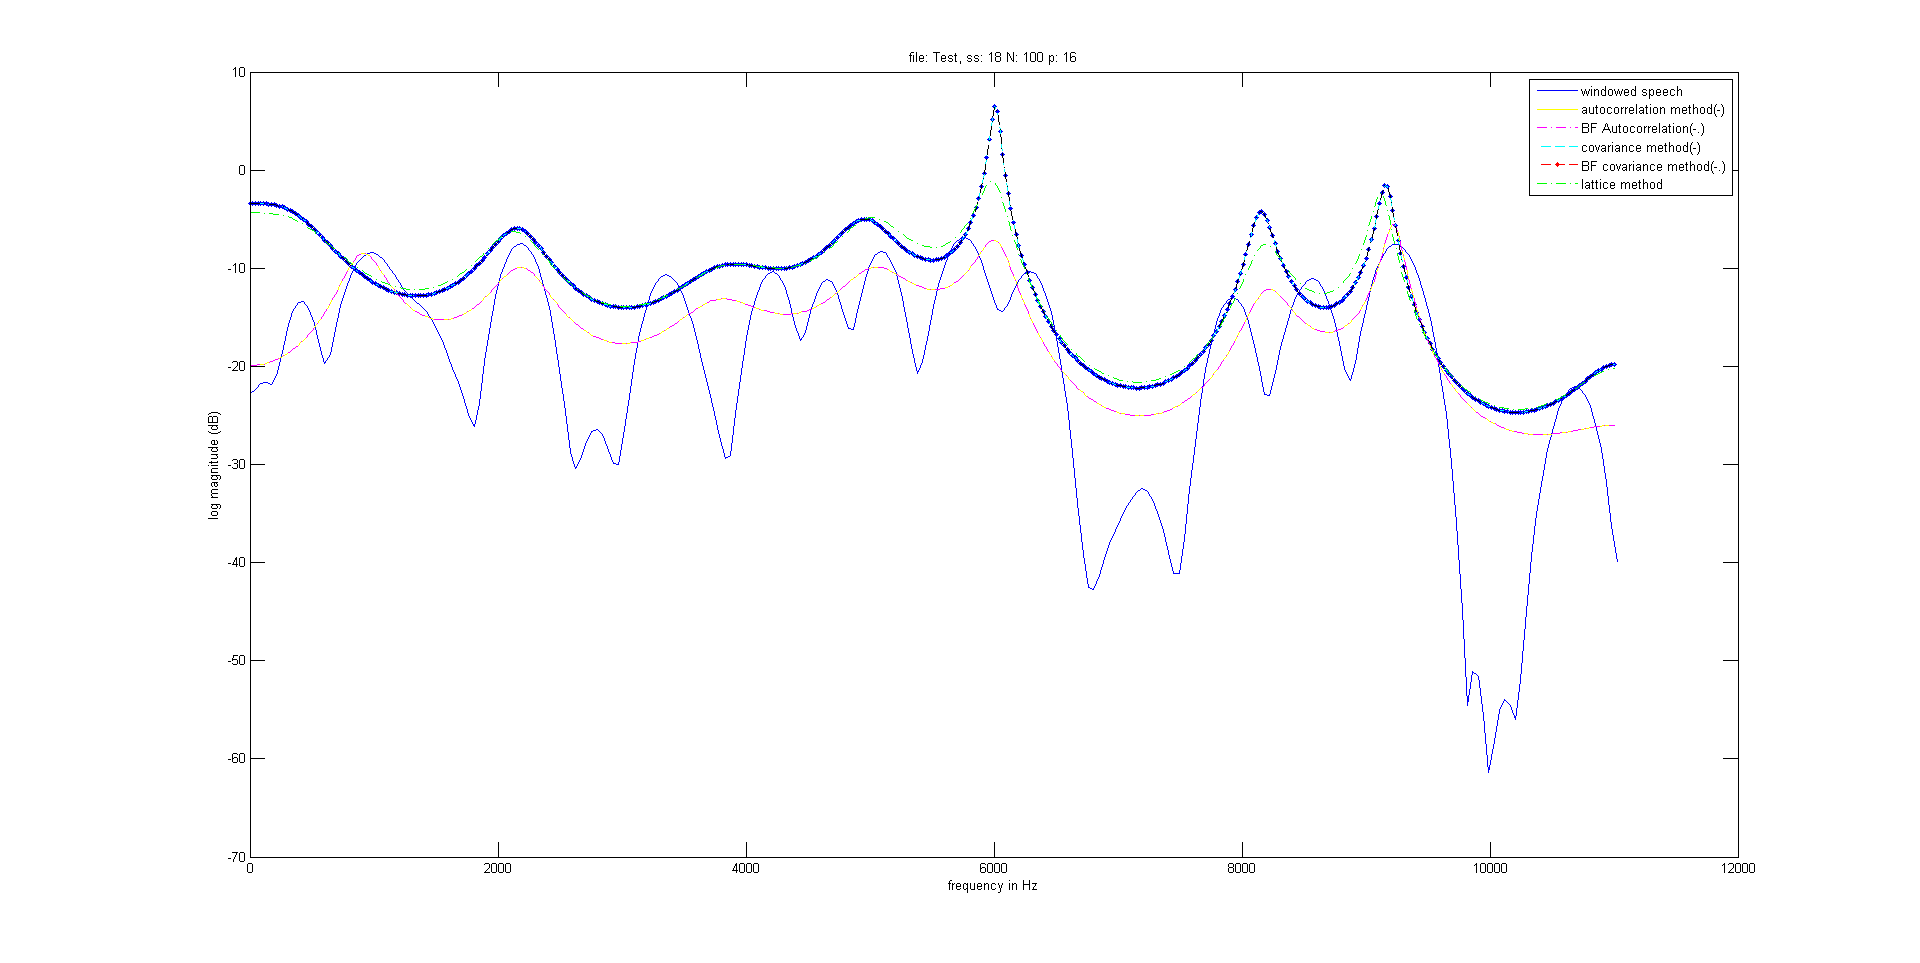 file: Test, ss: 18 N: 100 p: 16
10
0
-10
-20
-30
-40
-50
-60
-70
log magnitude (dB)
windowed speech
autocorrelation method(-)
BF Autocorrelation(-.)
covariance method(-)
BF covariance method(-.)
lattice method
0
2000
4000
6000
8000
10000
12000
frequency in Hz